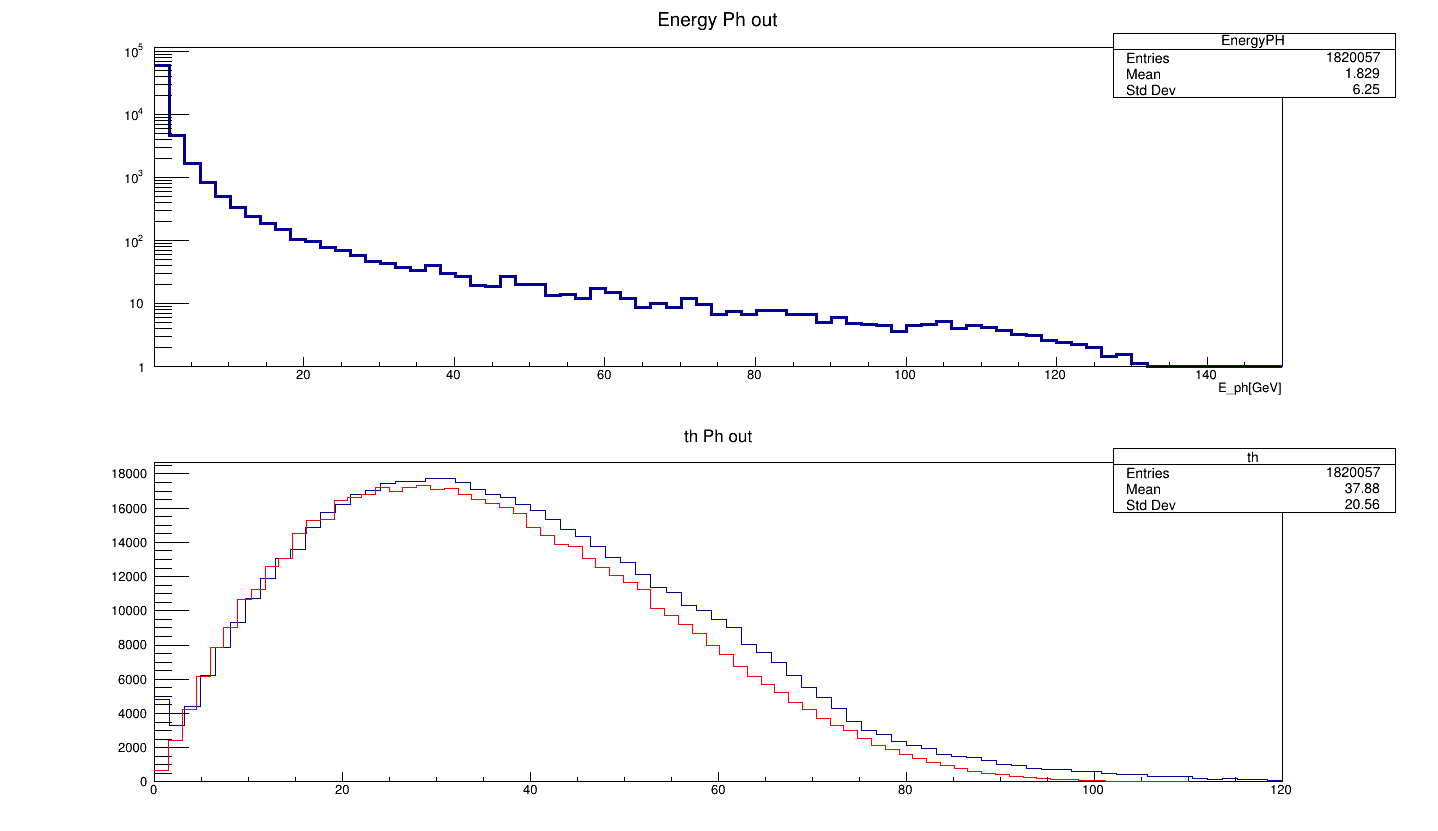 Energy Ph out
EnergyPH
Entries 1820057
Mean 1.829
Std Dev 6.25
10^5
10^4
10^3
10^2
10
1
20 40 60 80 100 120 140
E_ph[GeV]
th Ph out
th
Entries 1820057
Mean 37.88
Std Dev 20.56
18000
16000
14000
12000
10000
8000
6000
4000
2000
0
0 20 40 60 80 100 120